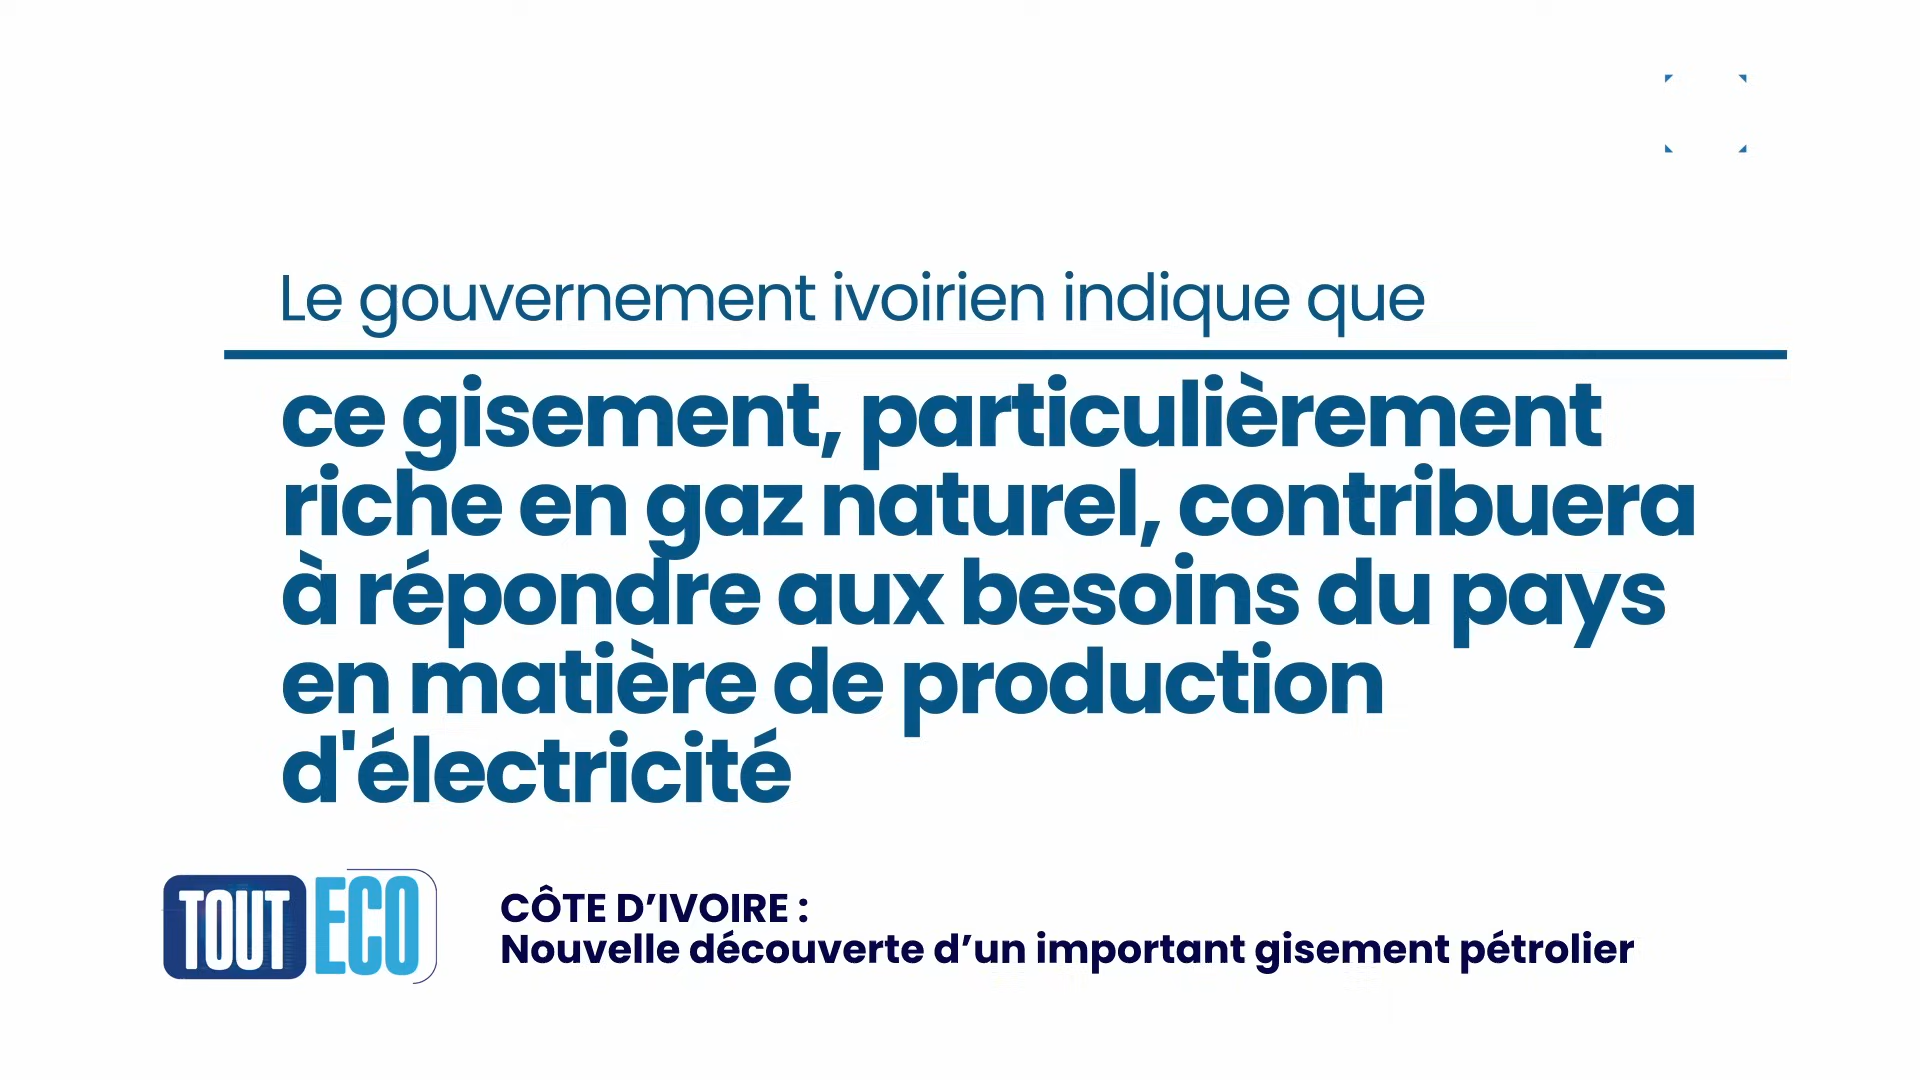 Le gouvernement ivoirien indique que
ce gisement, particulièrement
riche en gaz naturel, contribuera
à répondre aux besoins du pays
en matière de production
d'électricité
TOUT ECO
CÔTE D’IVOIRE :
Nouvelle découverte d’un important gisement pétrolier